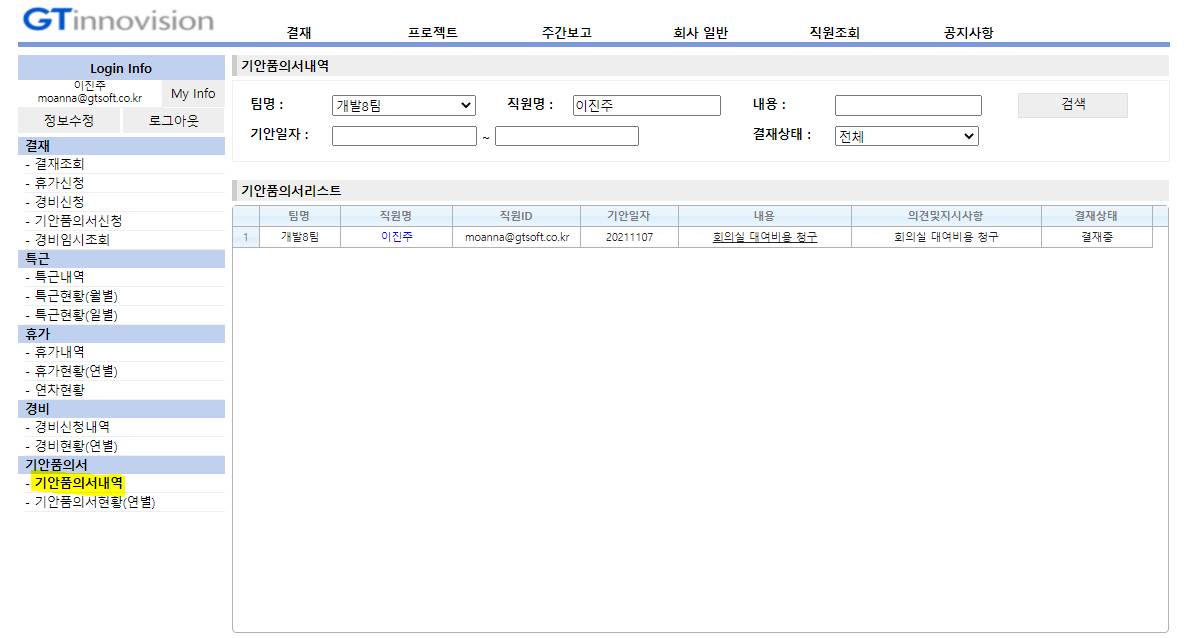 GTinnovision
결재 프로젝트 주간보고 회사 일반 직원조회 공지사항
Login Info
이진주
moanna@gtsoft.co.kr
My Info
정보수정 로그아웃
결재
- 결재조회
- 휴가신청
- 경비신청
- 기안품의서신청
- 경비임시조회
특근
- 특근내역
- 특근현황(월별)
- 특근현황(일별)
휴가
- 휴가내역
- 휴가현황(연별)
- 연차현황
경비
- 경비신청내역
- 경비현황(연별)
기안품의서
- 기안품의서내역
- 기안품의서현황(연별)
기안품의서내역
팀명 : 개발8팀 직원명 : 이진주 내용 : 검색
기안일자 : ~ 결재상태 : 전체
기안품의서리스트
팀명 직원명 직원ID 기안일자 내용 의견및지시사항 결재상태
1 개발8팀 이진주 moanna@gtsoft.co.kr 20211107 회의실 대여비용 청구 회의실 대여비용 청구 결재중